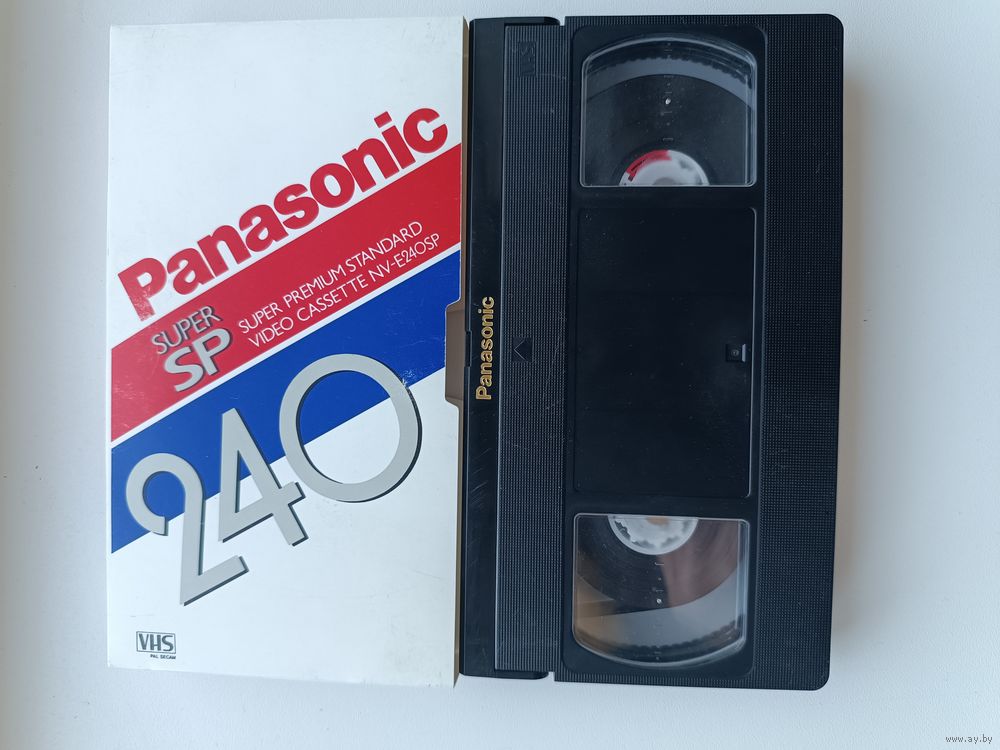 Panasonic
SUPER
SP
SUPER PREMIUM STANDARD
VIDEO CASSETTE NV-E240SP
240
VHS
PAL SECAM
Panasonic
VHS
www.ay.by